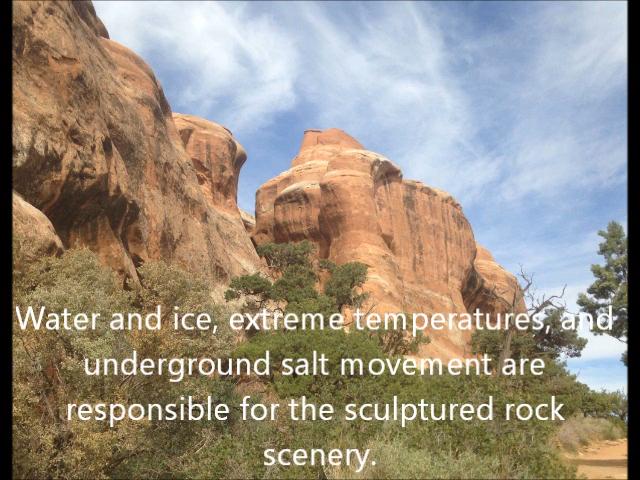 Water and ice, extreme temperatures, and
underground salt movement are
responsible for the sculptured rock
scenery.